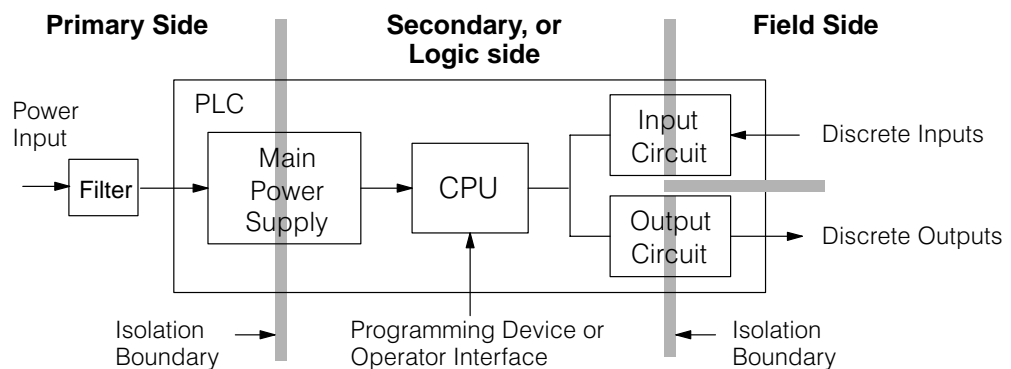 Primary Side
Secondary, or
Logic side
Field Side
PLC
Power
Input
Filter
Main
Power
Supply
CPU
Input
Circuit
Discrete Inputs
Output
Circuit
Discrete Outputs
Isolation
Boundary
Programming Device or
Operator Interface
Isolation
Boundary